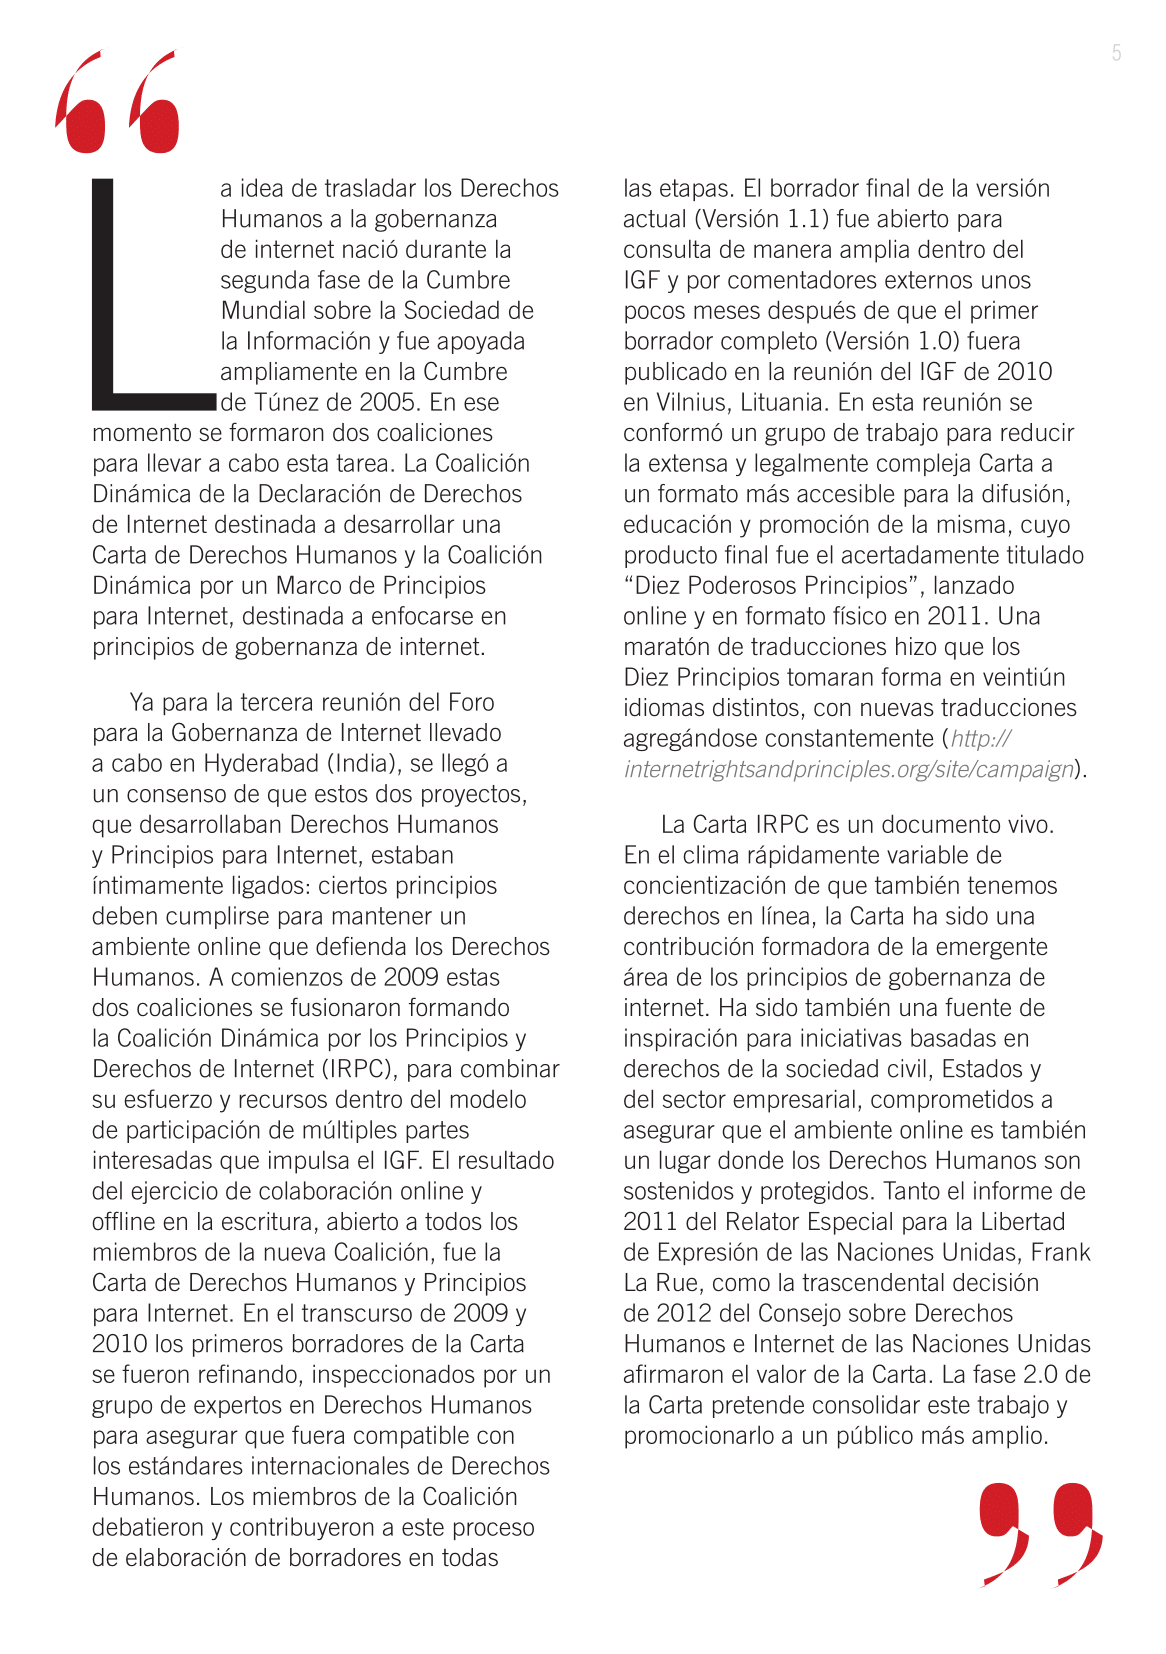 5
“
La idea de trasladar los Derechos
Humanos a la gobernanza
de internet nació durante la
segunda fase de la Cumbre
Mundial sobre la Sociedad de
la Información y fue apoyada
ampliamente en la Cumbre
de Túnez de 2005. En ese
momento se formaron dos coaliciones
para llevar a cabo esta tarea. La Coalición
Dinámica de la Declaración de Derechos
de Internet destinada a desarrollar una
Carta de Derechos Humanos y la Coalición
Dinámica por un Marco de Principios
para Internet, destinada a enfocarse en
principios de gobernanza de internet.
Ya para la tercera reunión del Foro
para la Gobernanza de Internet llevado
a cabo en Hyderabad (India), se llegó a
un consenso de que estos dos proyectos,
que desarrollaban Derechos Humanos
y Principios para Internet, estaban
íntimamente ligados: ciertos principios
deben cumplirse para mantener un
ambiente online que defienda los Derechos
Humanos. A comienzos de 2009 estas
dos coaliciones se fusionaron formando
la Coalición Dinámica por los Principios y
Derechos de Internet (IRPC), para combinar
su esfuerzo y recursos dentro del modelo
de participación de múltiples partes
interesadas que impulsa el IGF. El resultado
del ejercicio de colaboración online y
offline en la escritura, abierto a todos los
miembros de la nueva Coalición, fue la
Carta de Derechos Humanos y Principios
para Internet. En el transcurso de 2009 y
2010 los primeros borradores de la Carta
se fueron refinando, inspeccionados por un
grupo de expertos en Derechos Humanos
para asegurar que fuera compatible con
los estándares internacionales de Derechos
Humanos. Los miembros de la Coalición
debatieron y contribuyeron a este proceso
de elaboración de borradores en todas
las etapas. El borrador final de la versión
actual (Versión 1.1) fue abierto para
consulta de manera amplia dentro del
IGF y por comentadores externos unos
pocos meses después de que el primer
borrador completo (Versión 1.0) fuera
publicado en la reunión del IGF de 2010
en Vilnius, Lituania. En esta reunión se
conformó un grupo de trabajo para reducir
la extensa y legalmente compleja Carta a
un formato más accesible para la difusión,
educación y promoción de la misma, cuyo
producto final fue el acertadamente titulado
“Diez Poderosos Principios”, lanzado
online y en formato físico en 2011. Una
maratón de traducciones hizo que los
Diez Principios tomaran forma en veintiún
idiomas distintos, con nuevas traducciones
agregándose constantemente (http://
internetrightsandprinciples.org/site/campaign).
La Carta IRPC es un documento vivo.
En el clima rápidamente variable de
concientización de que también tenemos
derechos en línea, la Carta ha sido una
contribución formadora de la emergente
área de los principios de gobernanza de
internet. Ha sido también una fuente de
inspiración para iniciativas basadas en
derechos de la sociedad civil, Estados y
del sector empresarial, comprometidos a
asegurar que el ambiente online es también
un lugar donde los Derechos Humanos son
sostenidos y protegidos. Tanto el informe de
2011 del Relator Especial para la Libertad
de Expresión de las Naciones Unidas, Frank
La Rue, como la trascendental decisión
de 2012 del Consejo sobre Derechos
Humanos e Internet de las Naciones Unidas
afirmaron el valor de la Carta. La fase 2.0 de
la Carta pretende consolidar este trabajo y
promocionarlo a un público más amplio.
”